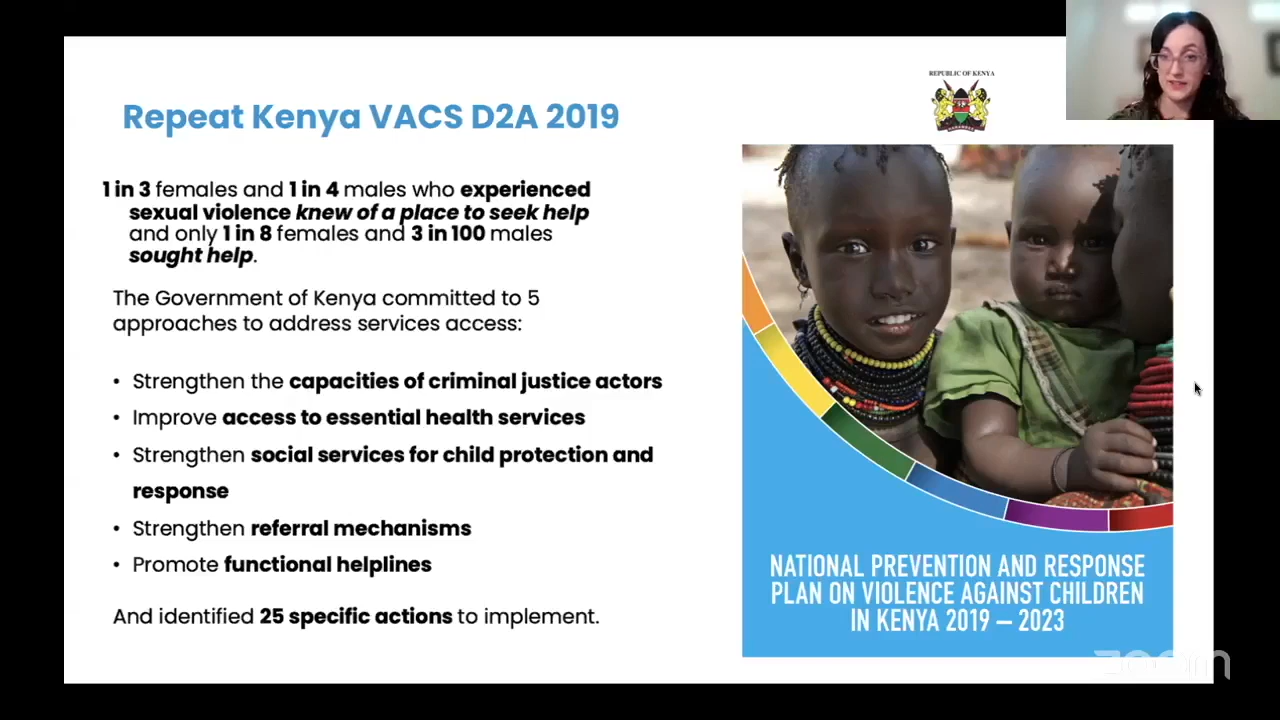 Repeat Kenya VACS D2A 2019
1 in 3 females and 1 in 4 males who experienced
sexual violence knew of a place to seek help
and only 1 in 8 females and 3 in 100 males
sought help.
The Government of Kenya committed to 5
approaches to address services access:
• Strengthen the capacities of criminal justice actors
• Improve access to essential health services
• Strengthen social services for child protection and
response
• Strengthen referral mechanisms
• Promote functional helplines
And identified 25 specific actions to implement.
REPUBLIC OF KENYA
NATIONAL PREVENTION AND RESPONSE
PLAN ON VIOLENCE AGAINST CHILDREN
IN KENYA 2019 – 2023
zoom